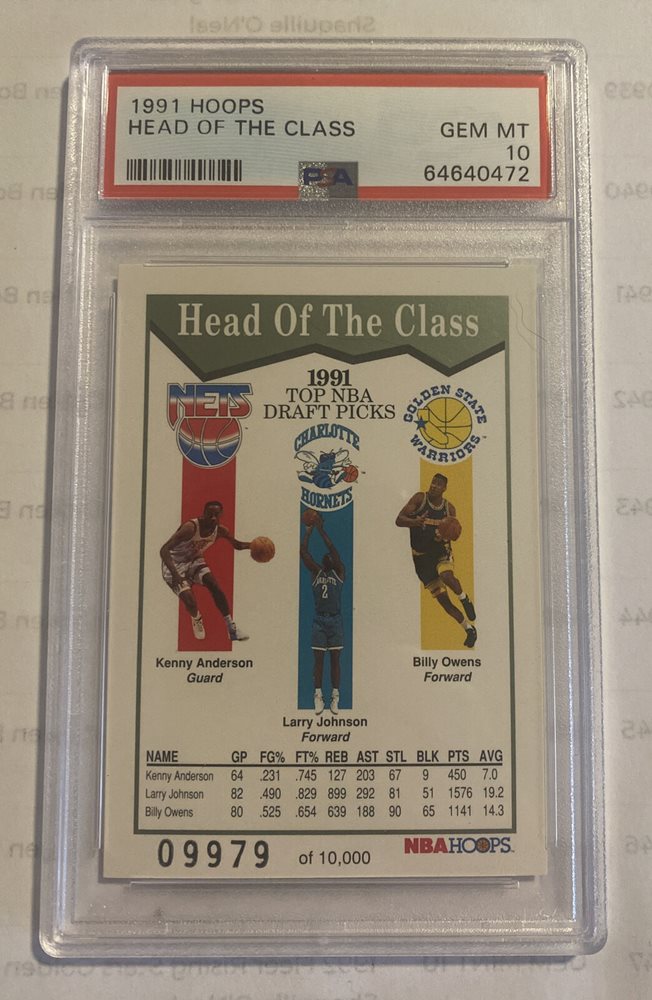 1991 HOOPS
HEAD OF THE CLASS
GEM MT
10
64640472
PSA
Head Of The Class
1991
TOP NBA
DRAFT PICKS
NETS
CHARLOTTE
HORNETS
GOLDEN STATE
WARRIORS
CHARLOTTE
2
Kenny Anderson
Guard
Larry Johnson
Forward
Billy Owens
Forward
NAME GP FG% FT% REB AST STL BLK PTS AVG
Kenny Anderson 64 .231 .745 127 203 67 9 450 7.0
Larry Johnson 82 .490 .829 899 292 81 51 1576 19.2
Billy Owens 80 .525 .654 639 188 90 65 1141 14.3
09979 of 10,000
NBA HOOPS